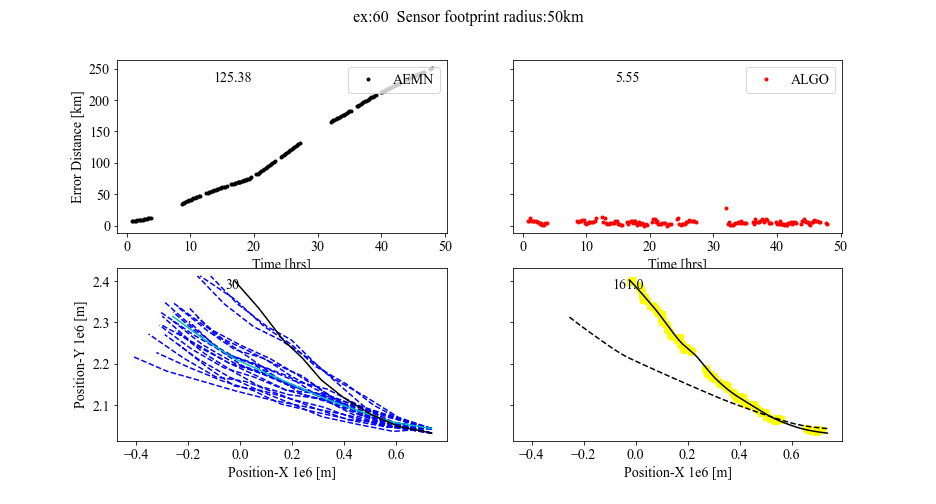 ex:60  Sensor footprint radius:50km
125.38
AEMN
Error Distance [km]
250
200
150
100
50
0
0 10 20 30 40 50
Time [hrs]
5.55
ALGO
0 10 20 30 40 50
Time [hrs]
30
Position-Y 1e6 [m]
2.4
2.3
2.2
2.1
−0.4 −0.2 0.0 0.2 0.4 0.6
Position-X 1e6 [m]
161.0
−0.4 −0.2 0.0 0.2 0.4 0.6
Position-X 1e6 [m]